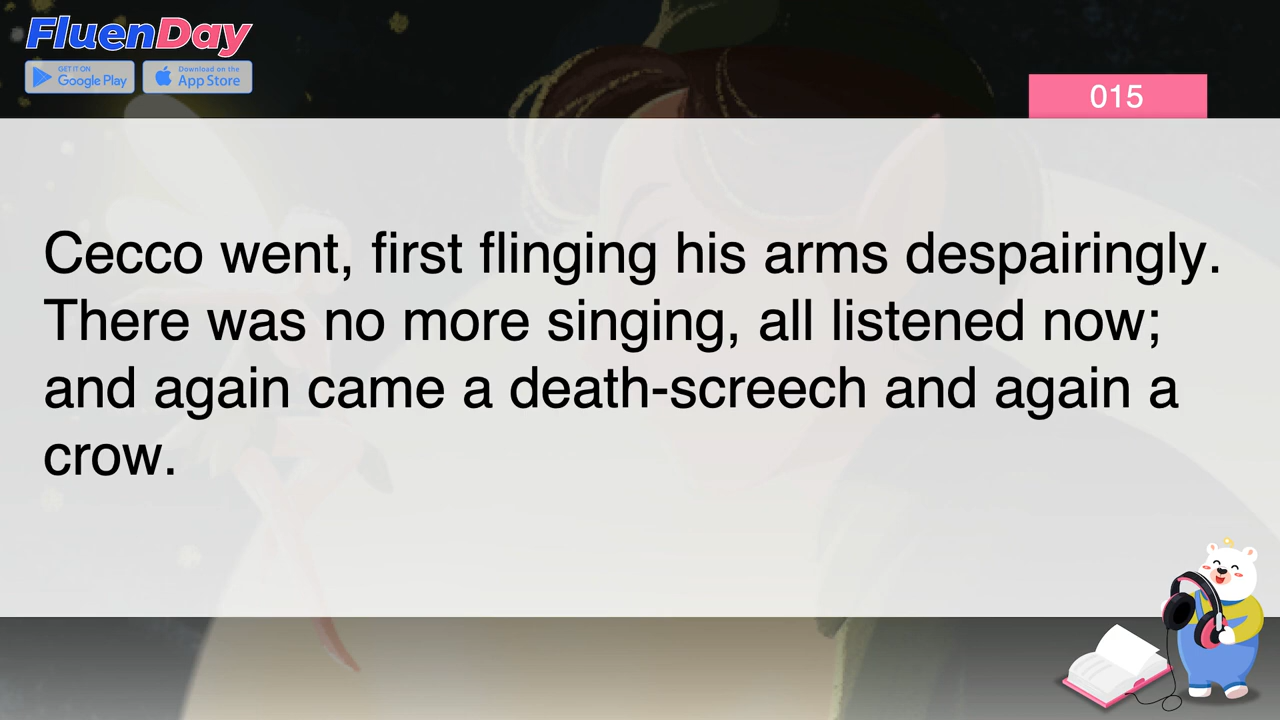 FluenDay
GET IT ON
Google Play
Download on the
App Store
015
Cecco went, first flinging his arms despairingly.
There was no more singing, all listened now;
and again came a death-screech and again a
crow.